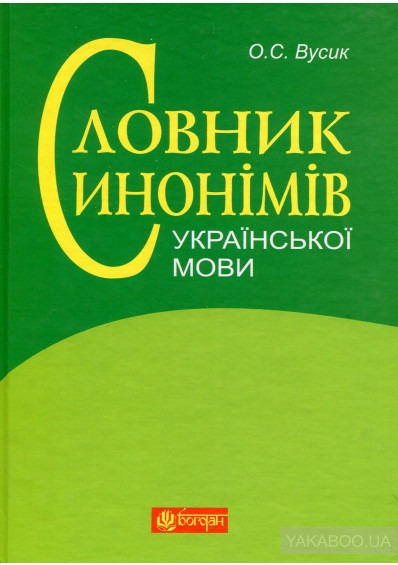 О.С. Вусик
Словник
Синонімів
УКРАЇНСЬКОЇ
МОВИ
богдан
YAKABOO.UA